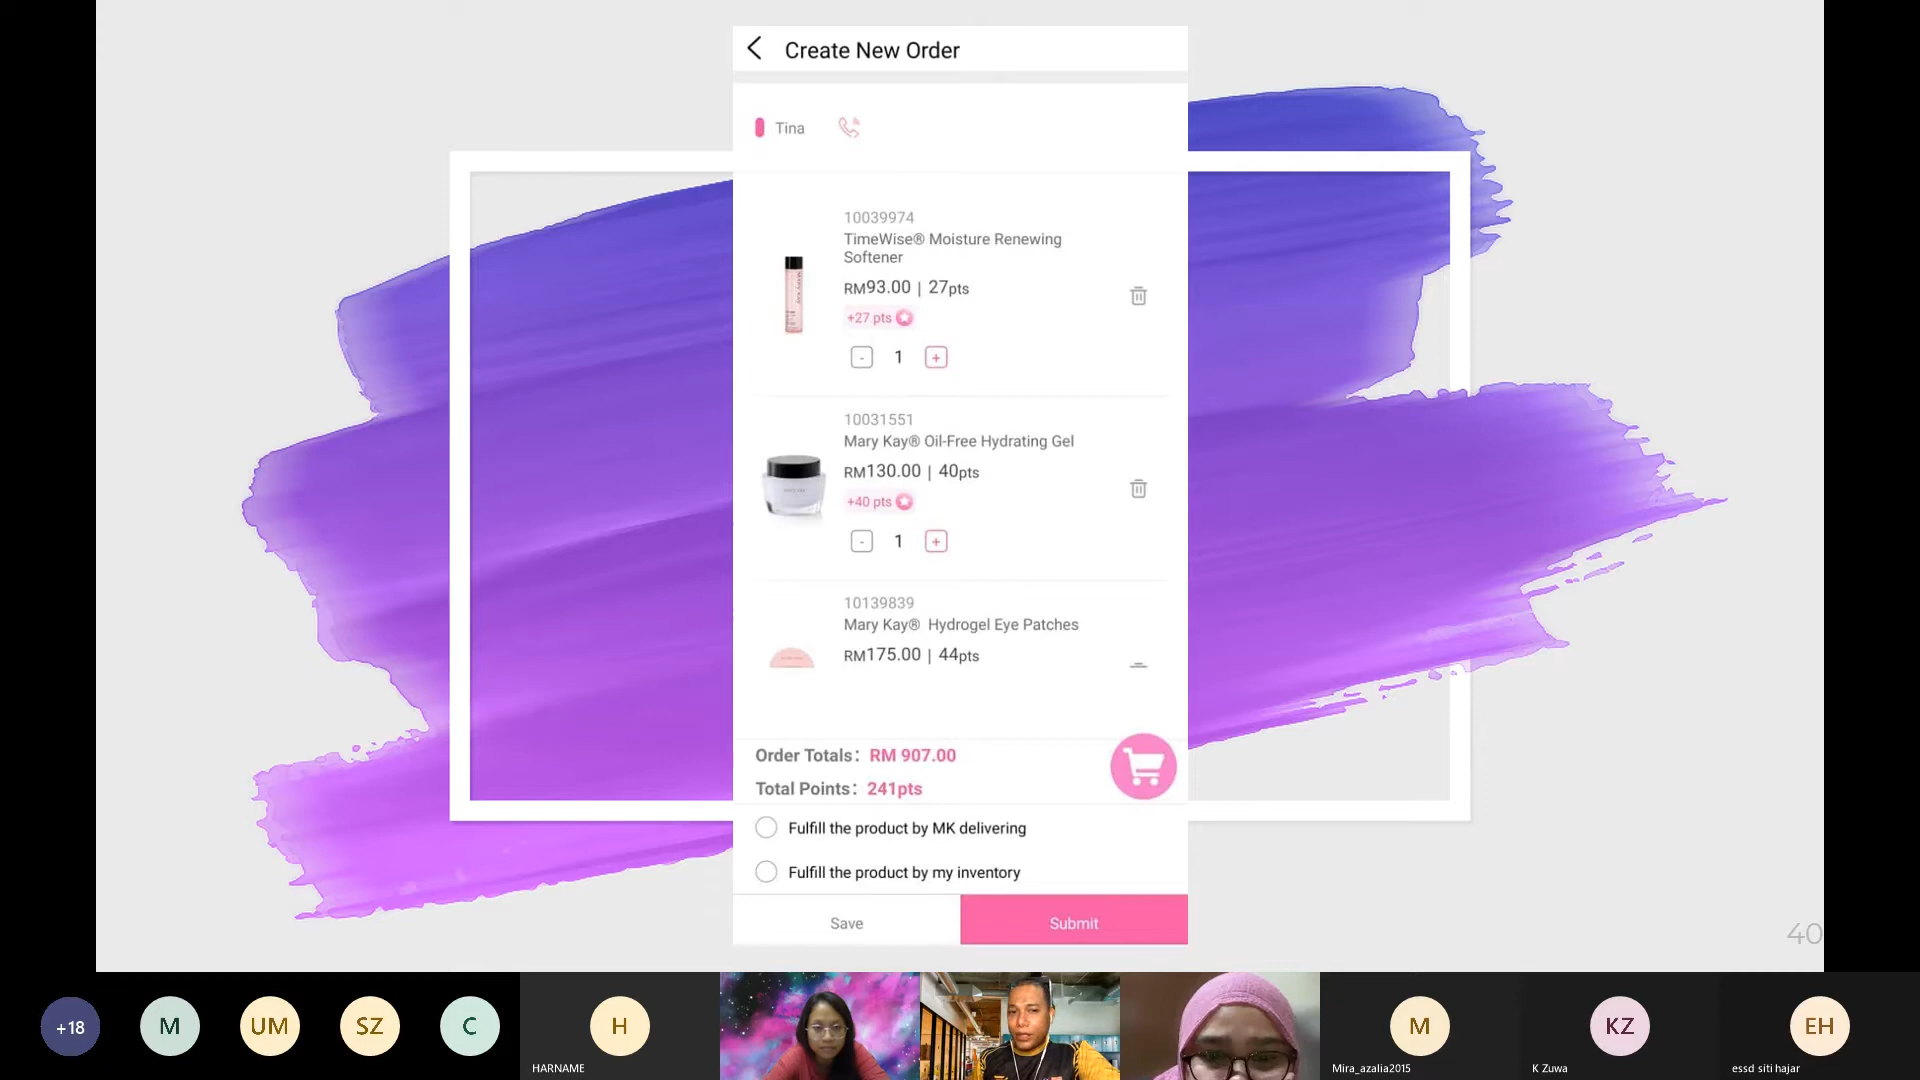 Create New Order
Tina
10039974
TimeWise® Moisture Renewing
Softener
RM93.00 | 27pts
+27 pts
- 1 +
10031551
Mary Kay® Oil-Free Hydrating Gel
RM130.00 | 40pts
+40 pts
- 1 +
10139839
Mary Kay® Hydrogel Eye Patches
RM175.00 | 44pts
Order Totals: RM 907.00
Total Points: 241pts
Fulfill the product by MK delivering
Fulfill the product by my inventory
Save Submit
40
+18 M UM SZ C H M KZ EH
HARNAME Mira_azalia2015 K Zuwa essd siti hajar